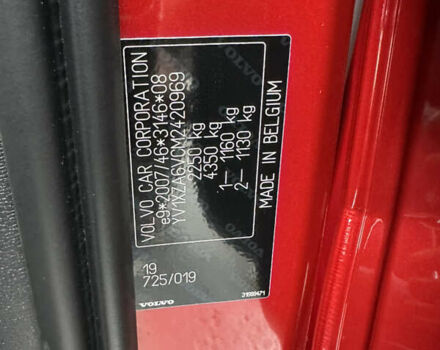 VOLVO CAR CORPORATION
e9*2007/46*3146*08
YV1XZA6VCM2420969
2250 kg
4350 kg
1— 1160 kg
2— 1130 kg
MADE IN BELGIUM
19
725/019
VOLVO
31689471